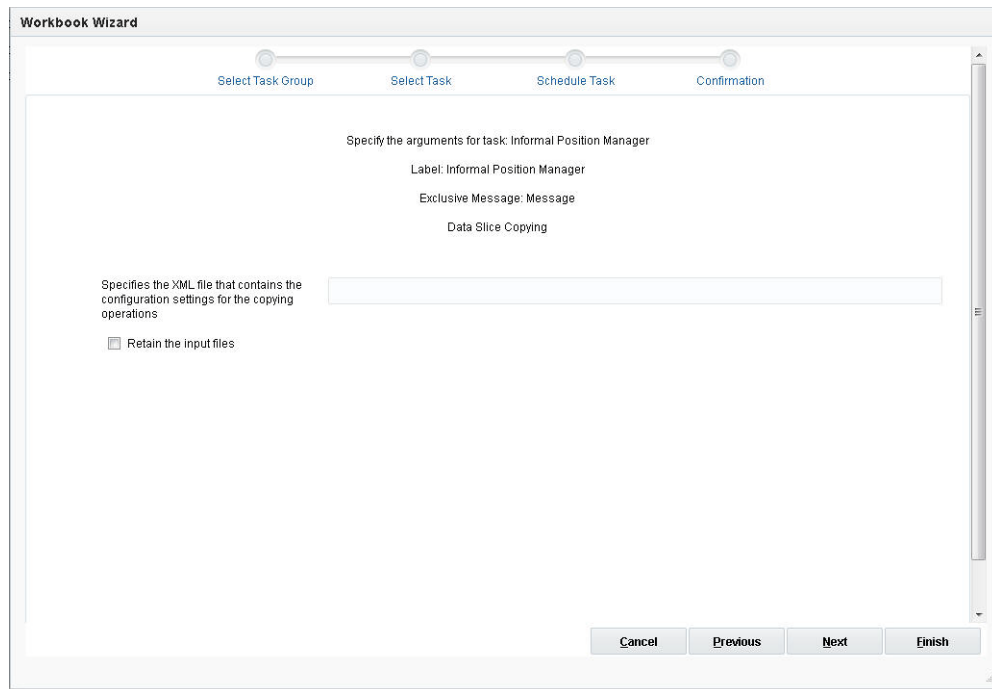 Workbook Wizard
Select Task Group
Select Task
Schedule Task
Confirmation
Specify the arguments for task: Informal Position Manager
Label: Informal Position Manager
Exclusive Message: Message
Data Slice Copying
Specifies the XML file that contains the
configuration settings for the copying
operations
Retain the input files
Cancel
Previous
Next
Finish